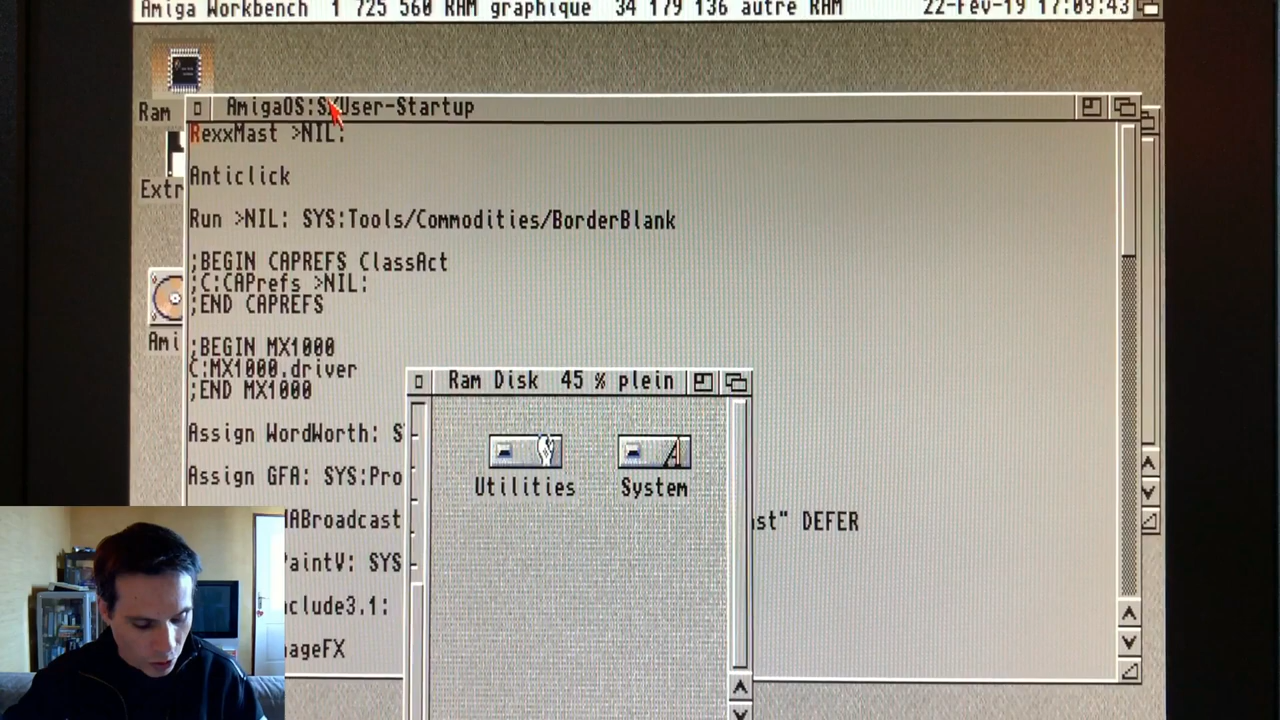 Amiga Workbench 1 725 560 RAM graphique 34 179 136 autre RAM 22-Fév-19 17:09:43
Ram
AmigaOS:S/User-Startup
RexxMast >NIL:
Anticlick
Extr
Run >NIL: SYS:Tools/Commodities/BorderBlank
;BEGIN CAPREFS ClassAct
;C:CAPrefs >NIL:
;END CAPREFS
Ami
;BEGIN MX1000
C:MX1000.driver
;END MX1000
Ram Disk 45 % plein
Assign WordWorth: S
Assign GFA: SYS:Pro
Utilities System
ABroadcast st" DEFER
PaintV: SYS
clude3.1:
ageFX